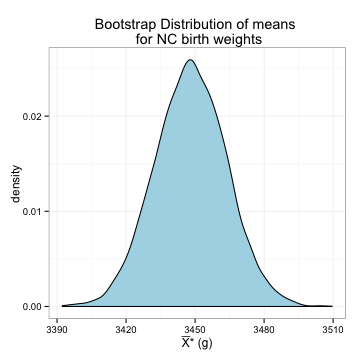 Bootstrap Distribution of means
for NC birth weights
density
0.02
0.01
0.00
3390 3420 3450 3480 3510
X̅* (g)